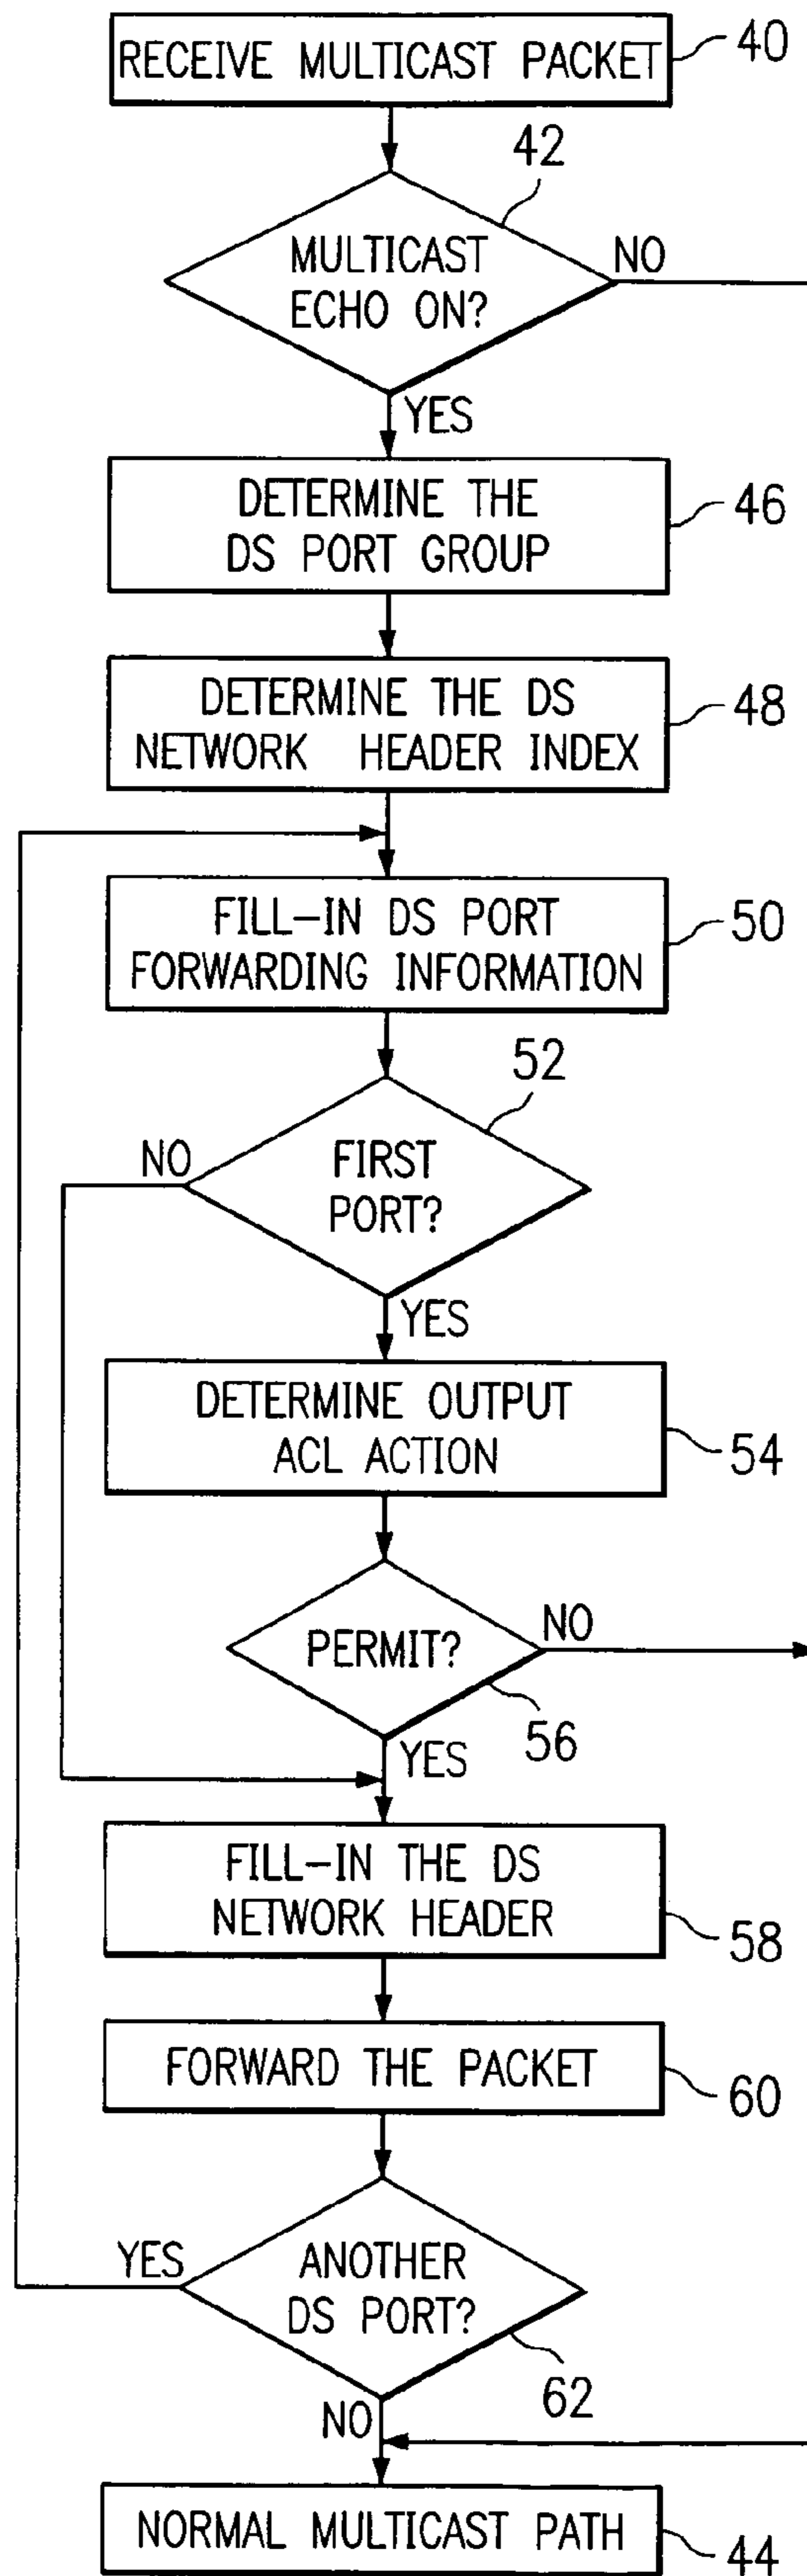 RECEIVE MULTICAST PACKET
40
42
MULTICAST
ECHO ON?
NO
YES
DETERMINE THE
DS PORT GROUP
46
DETERMINE THE DS
NETWORK HEADER INDEX
48
FILL-IN DS PORT
FORWARDING INFORMATION
50
52
NO
FIRST
PORT?
YES
DETERMINE OUTPUT
ACL ACTION
54
PERMIT?
NO
56
YES
FILL-IN THE DS
NETWORK HEADER
58
FORWARD THE PACKET
60
YES
ANOTHER
DS PORT?
62
NO
NORMAL MULTICAST PATH
44